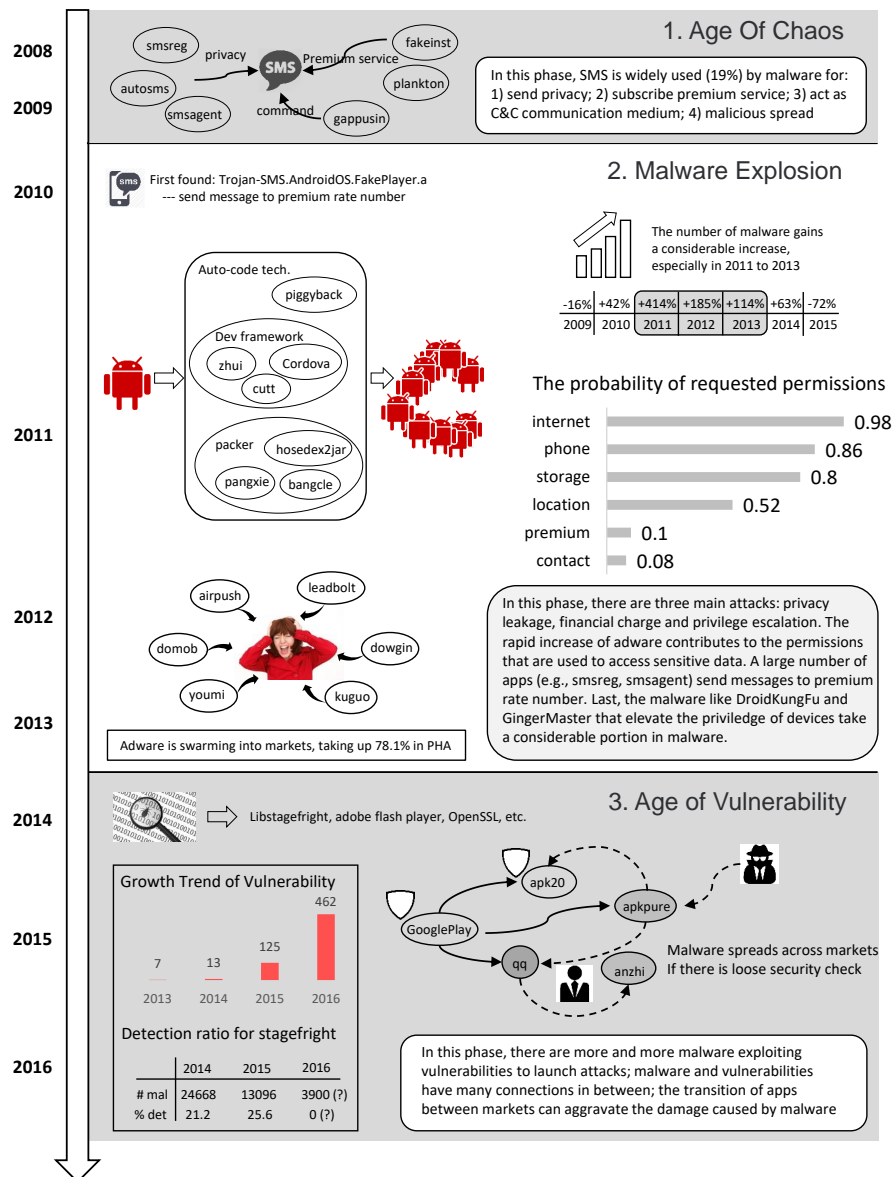 2008
2009
2010
2011
2012
2013
2014
2015
2016
1. Age Of Chaos
smsreg
privacy
SMS
Premium service
fakeinst
autosms
plankton
smsagent
command
gappusin
In this phase, SMS is widely used (19%) by malware for:
1) send privacy; 2) subscribe premium service; 3) act as
C&C communication medium; 4) malicious spread
2. Malware Explosion
sms
First found: Trojan-SMS.AndroidOS.FakePlayer.a
--- send message to premium rate number
The number of malware gains
a considerable increase,
especially in 2011 to 2013
-16% +42% +414% +185% +114% +63% -72%
2009 2010 2011 2012 2013 2014 2015
Auto-code tech.
piggyback
Dev framework
zhui
Cordova
cutt
packer
hosedex2jar
pangxie
bangcle
The probability of requested permissions
internet 0.98
phone 0.86
storage 0.8
location 0.52
premium 0.1
contact 0.08
airpush
leadbolt
domob
dowgin
youmi
kuguo
Adware is swarming into markets, taking up 78.1% in PHA
In this phase, there are three main attacks: privacy
leakage, financial charge and privilege escalation. The
rapid increase of adware contributes to the permissions
that are used to access sensitive data. A large number of
apps (e.g., smsreg, smsagent) send messages to premium
rate number. Last, the malware like DroidKungFu and
GingerMaster that elevate the priviledge of devices take
a considerable portion in malware.
3. Age of Vulnerability
Libstagefright, adobe flash player, OpenSSL, etc.
Growth Trend of Vulnerability
7 13 125 462
2013 2014 2015 2016
Detection ratio for stagefright
2014 2015 2016
# mal 24668 13096 3900 (?)
% det 21.2 25.6 0 (?)
apk20
GooglePlay
apkpure
qq
anzhi
Malware spreads across markets
If there is loose security check
In this phase, there are more and more malware exploiting
vulnerabilities to launch attacks; malware and vulnerabilities
have many connections in between; the transition of apps
between markets can aggravate the damage caused by malware